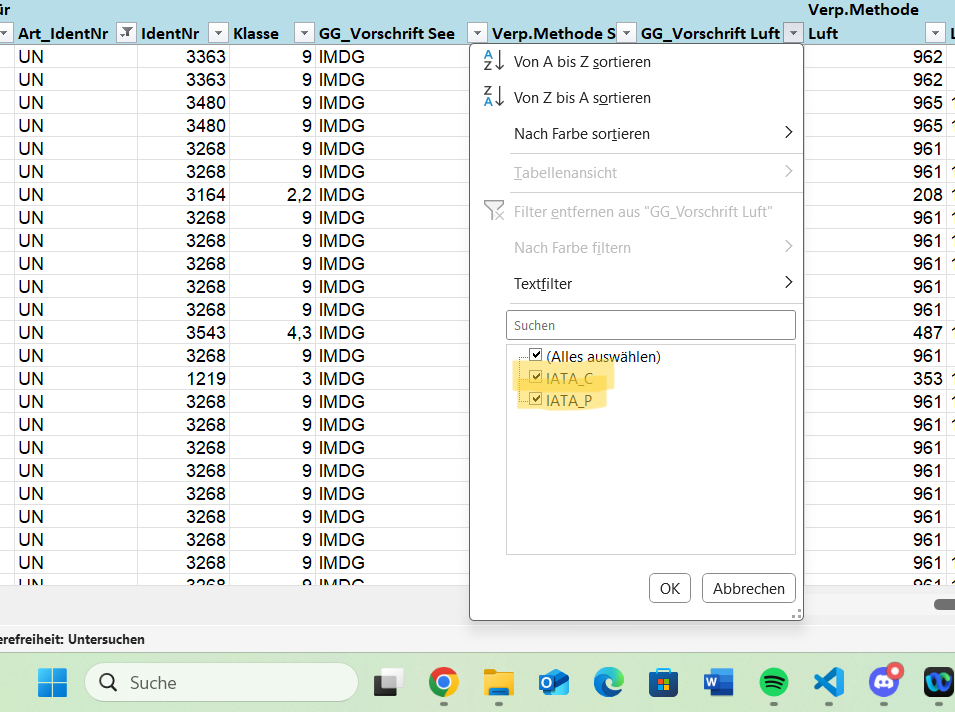 ür
Verp.Methode
Art_IdentNr IdentNr Klasse GG_Vorschrift See Verp.Methode S GG_Vorschrift Luft Luft
UN 3363 9 IMDG 962
UN 3363 9 IMDG 962
UN 3480 9 IMDG 965
UN 3480 9 IMDG 965
UN 3268 9 IMDG 961
UN 3268 9 IMDG 961
UN 3164 2,2 IMDG 208
UN 3268 9 IMDG 961
UN 3268 9 IMDG 961
UN 3268 9 IMDG 961
UN 3268 9 IMDG 961
UN 3268 9 IMDG 961
UN 3543 4,3 IMDG 487
UN 3268 9 IMDG 961
UN 1219 3 IMDG 353
UN 3268 9 IMDG 961
UN 3268 9 IMDG 961
UN 3268 9 IMDG 961
UN 3268 9 IMDG 961
UN 3268 9 IMDG 961
UN 3268 9 IMDG 961
UN 3268 9 IMDG 961
UN 3268 9 IMDG 961
UN 3268 9 IMDG 961
Von A bis Z sortieren
Von Z bis A sortieren
Nach Farbe sortieren
Tabellenansicht
Filter entfernen aus "GG_Vorschrift Luft"
Nach Farbe filtern
Textfilter
Suchen
(Alles auswählen)
IATA_C
IATA_P
OK Abbrechen
erefreiheit: Untersuchen
Suche